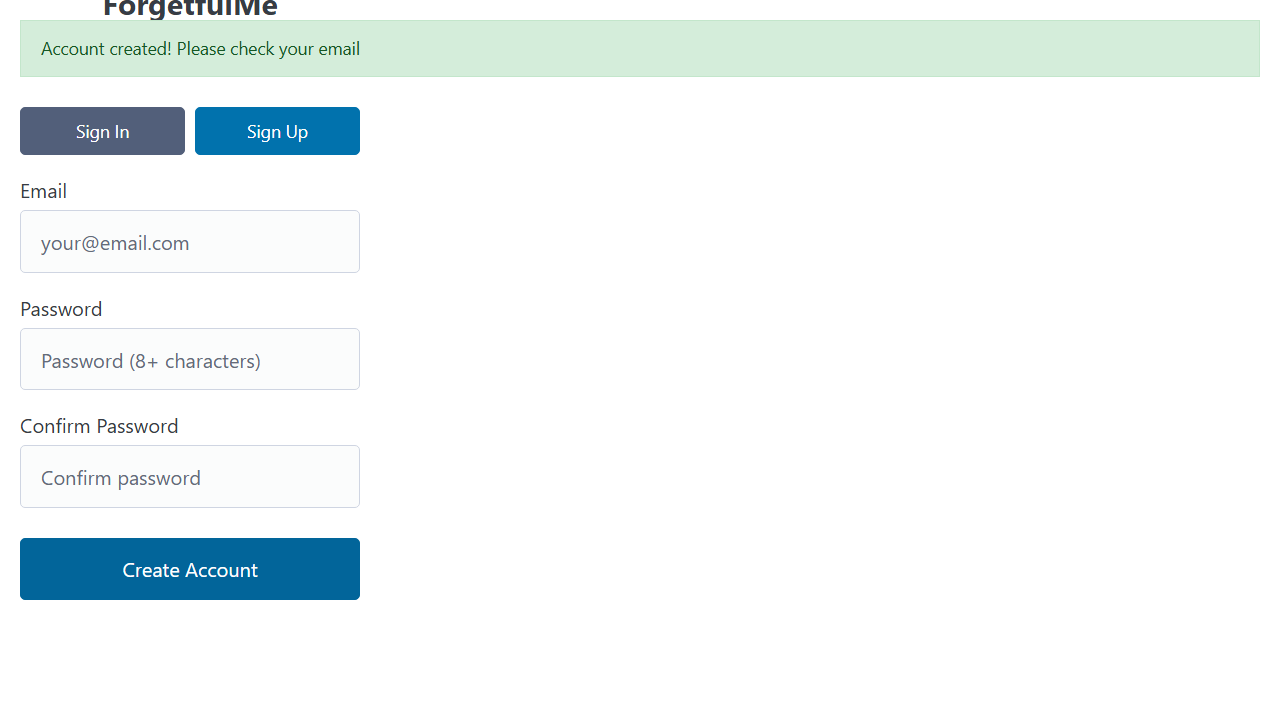 ForgetfulMe
Account created! Please check your email
Sign In Sign Up
Email
your@email.com
Password
Password (8+ characters)
Confirm Password
Confirm password
Create Account